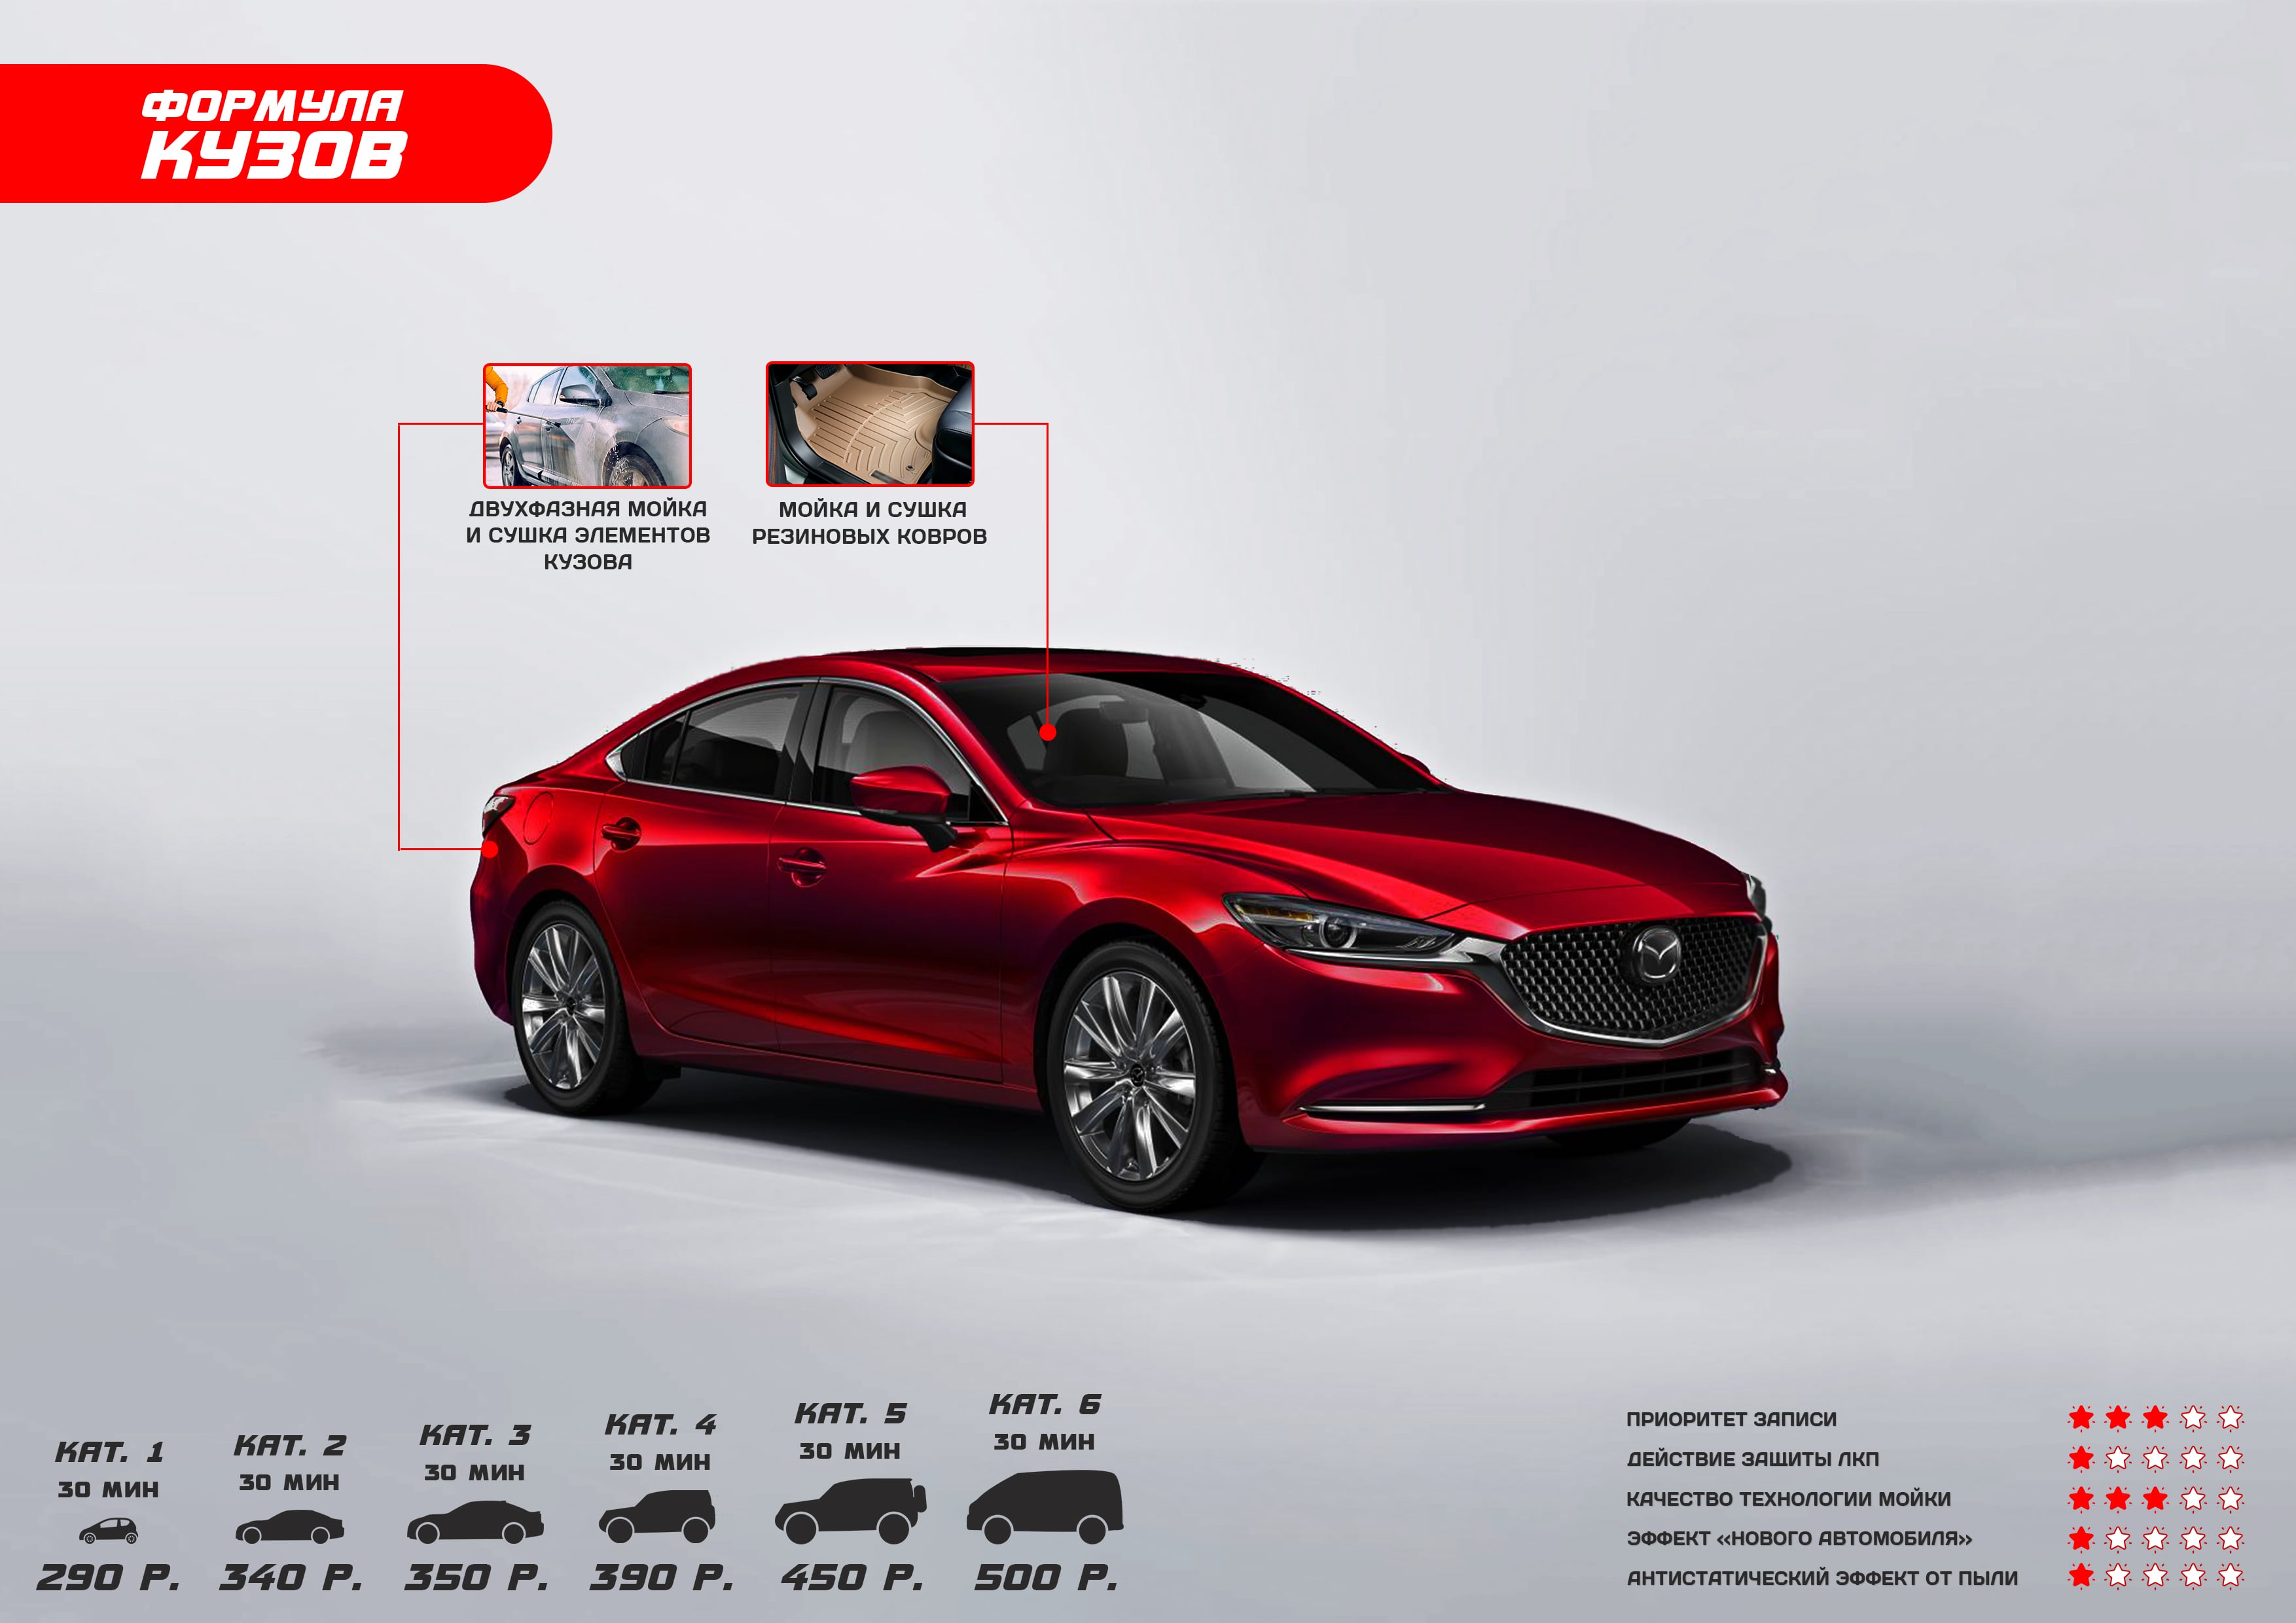 ФОРМУЛА
КУЗОВ
ДВУХФАЗНАЯ МОЙКА
И СУШКА ЭЛЕМЕНТОВ
КУЗОВА
МОЙКА И СУШКА
РЕЗИНОВЫХ КОВРОВ
КАТ. 1
30 МИН
290 Р.
КАТ. 2
30 МИН
340 Р.
КАТ. 3
30 МИН
350 Р.
КАТ. 4
30 МИН
390 Р.
КАТ. 5
30 МИН
450 Р.
КАТ. 6
30 МИН
500 Р.
ПРИОРИТЕТ ЗАПИСИ
ДЕЙСТВИЕ ЗАЩИТЫ ЛКП
КАЧЕСТВО ТЕХНОЛОГИИ МОЙКИ
ЭФФЕКТ «НОВОГО АВТОМОБИЛЯ»
АНТИСТАТИЧЕСКИЙ ЭФФЕКТ ОТ ПЫЛИ